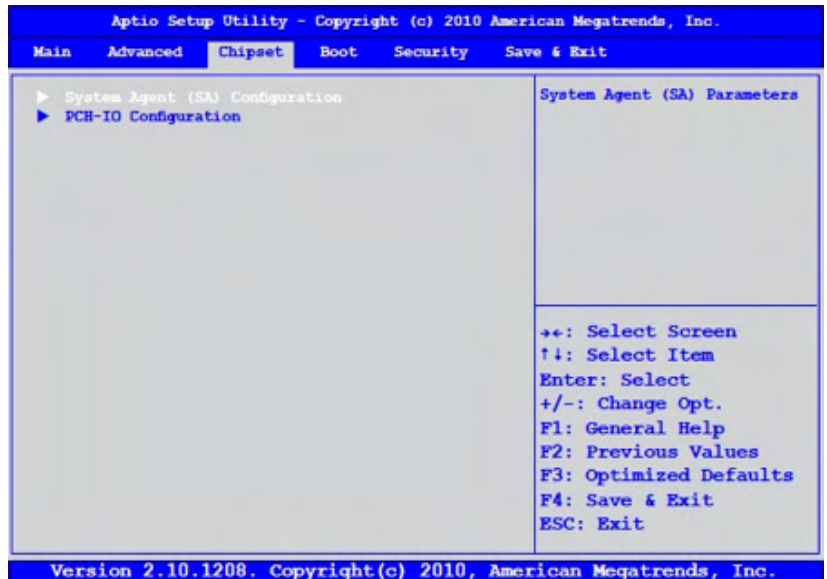 Aptio Setup Utility - Copyright (c) 2010 American Megatrends, Inc.
Main Advanced Chipset Boot Security Save & Exit
► System Agent (SA) Configuration
► PCH-IO Configuration
System Agent (SA) Parameters
→←: Select Screen
↑↓: Select Item
Enter: Select
+/-: Change Opt.
F1: General Help
F2: Previous Values
F3: Optimized Defaults
F4: Save & Exit
ESC: Exit
Version 2.10.1208. Copyright(c) 2010, American Megatrends, Inc.